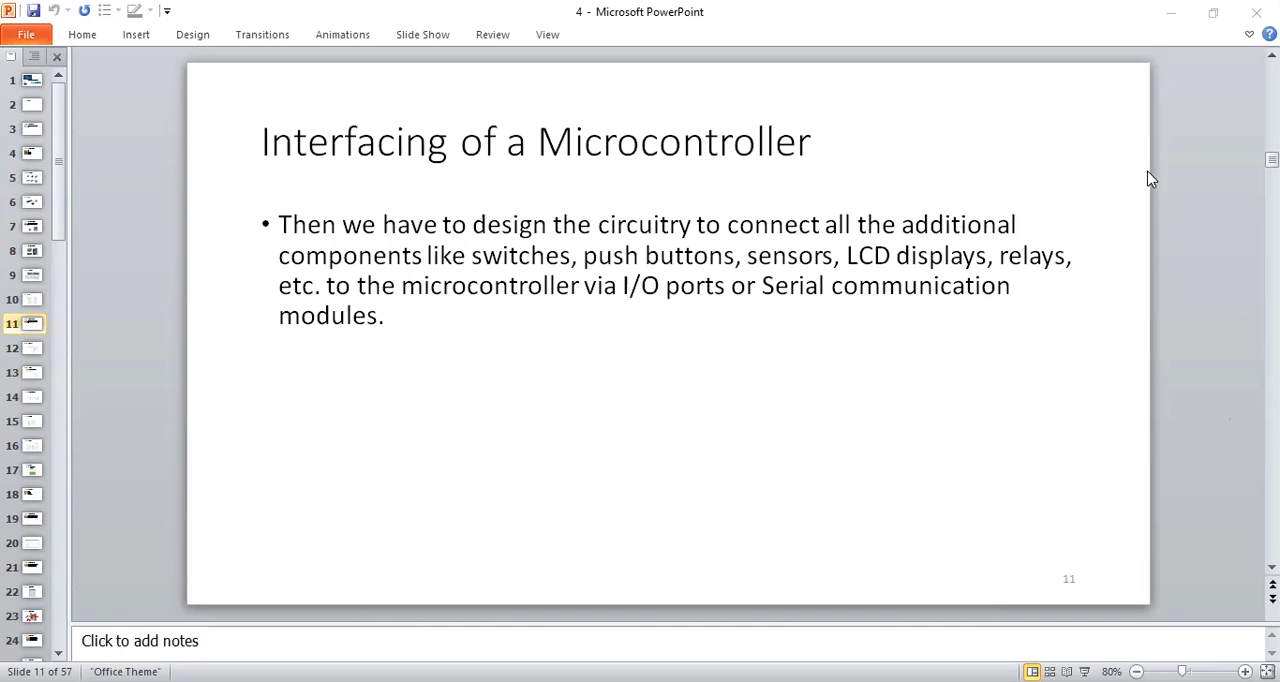 4 - Microsoft PowerPoint
File Home Insert Design Transitions Animations Slide Show Review View
1
2
3
4
5
6
7
8
9
10
11
12
13
14
15
16
17
18
19
20
21
22
23
24
Interfacing of a Microcontroller
• Then we have to design the circuitry to connect all the additional
components like switches, push buttons, sensors, LCD displays, relays,
etc. to the microcontroller via I/O ports or Serial communication
modules.
11
Click to add notes
Slide 11 of 57 "Office Theme" 80%